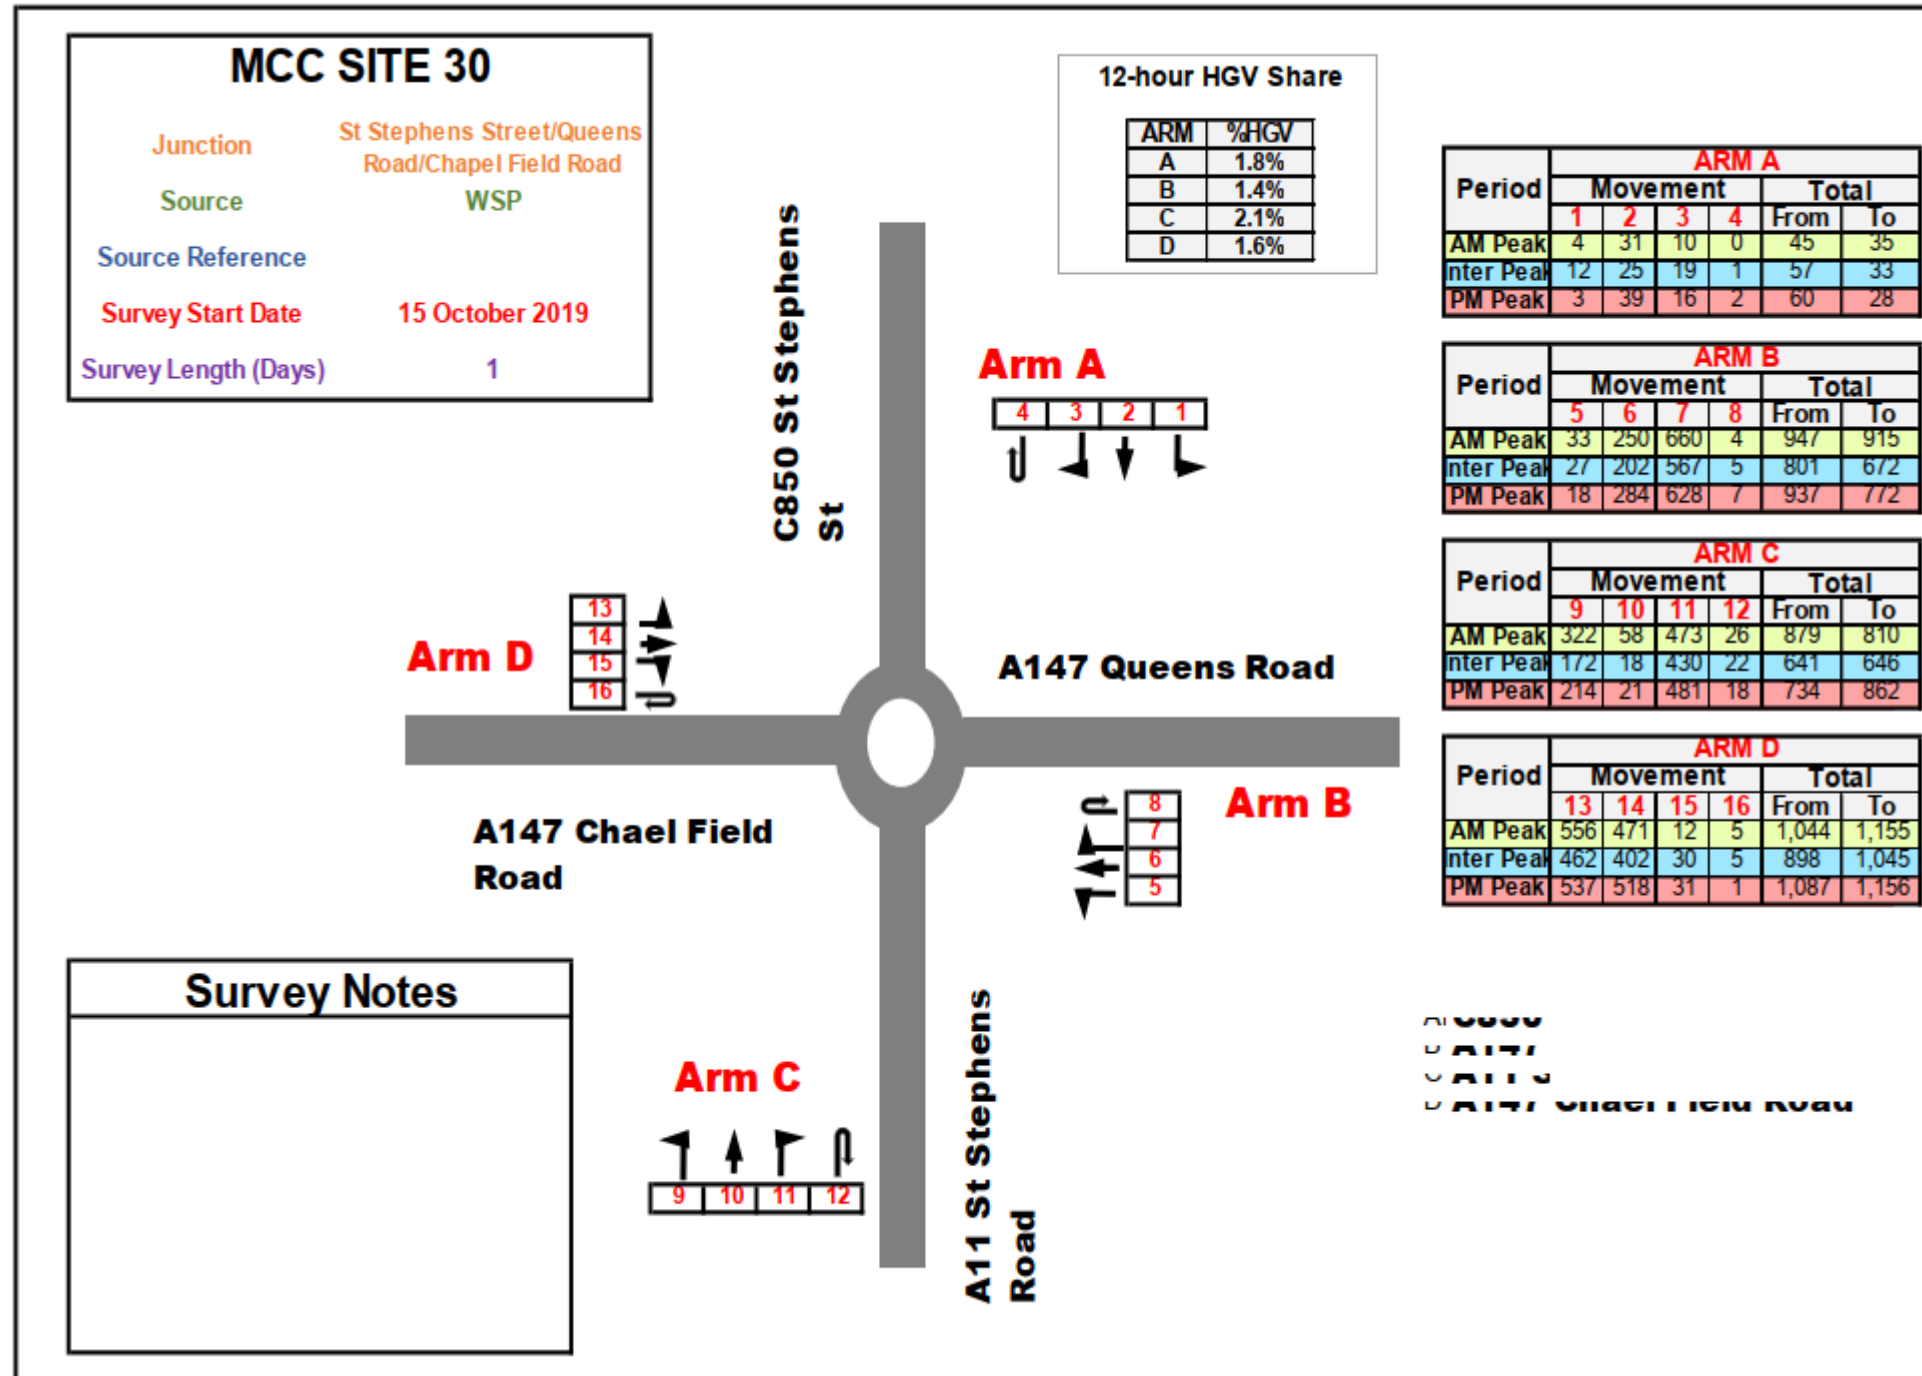 MCC SITE 30
Junction St Stephens Street/Queens Road/Chapel Field Road
Source WSP
Source Reference
Survey Start Date 15 October 2019
Survey Length (Days) 1
12-hour HGV Share
ARM %HGV
A 1.8%
B 1.4%
C 2.1%
D 1.6%
C850 St Stephens
St
Arm A
4 3 2 1
Arm D
13
14
15
16
A147 Queens Road
A147 Chael Field
Road
8
7
6
5
Arm B
Survey Notes
Arm C
9 10 11 12
A11 St Stephens
Road
ARM A
Period Movement Total
1 2 3 4 From To
AM Peak 4 31 10 0 45 35
nter Peak 12 25 19 1 57 33
PM Peak 3 39 16 2 60 28
ARM B
Period Movement Total
5 6 7 8 From To
AM Peak 33 250 660 4 947 915
nter Peak 27 202 567 5 801 672
PM Peak 18 284 628 7 937 772
ARM C
Period Movement Total
9 10 11 12 From To
AM Peak 322 58 473 26 879 810
nter Peak 172 18 430 22 641 646
PM Peak 214 21 481 18 734 862
ARM D
Period Movement Total
13 14 15 16 From To
AM Peak 556 471 12 5 1,044 1,155
nter Peak 462 402 30 5 898 1,045
PM Peak 537 518 31 1 1,087 1,156
C850
A147
A11
A147 Chael Field Road